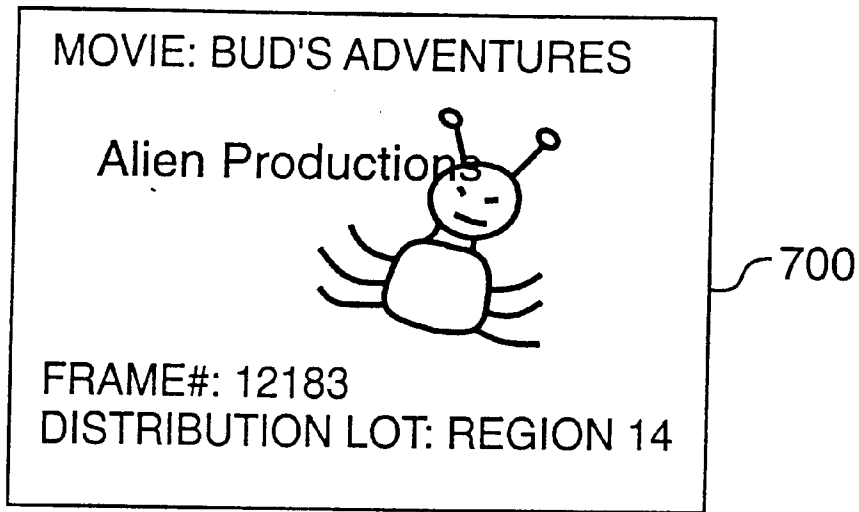 MOVIE: BUD'S ADVENTURES
Alien Productions
700
FRAME#: 12183
DISTRIBUTION LOT: REGION 14